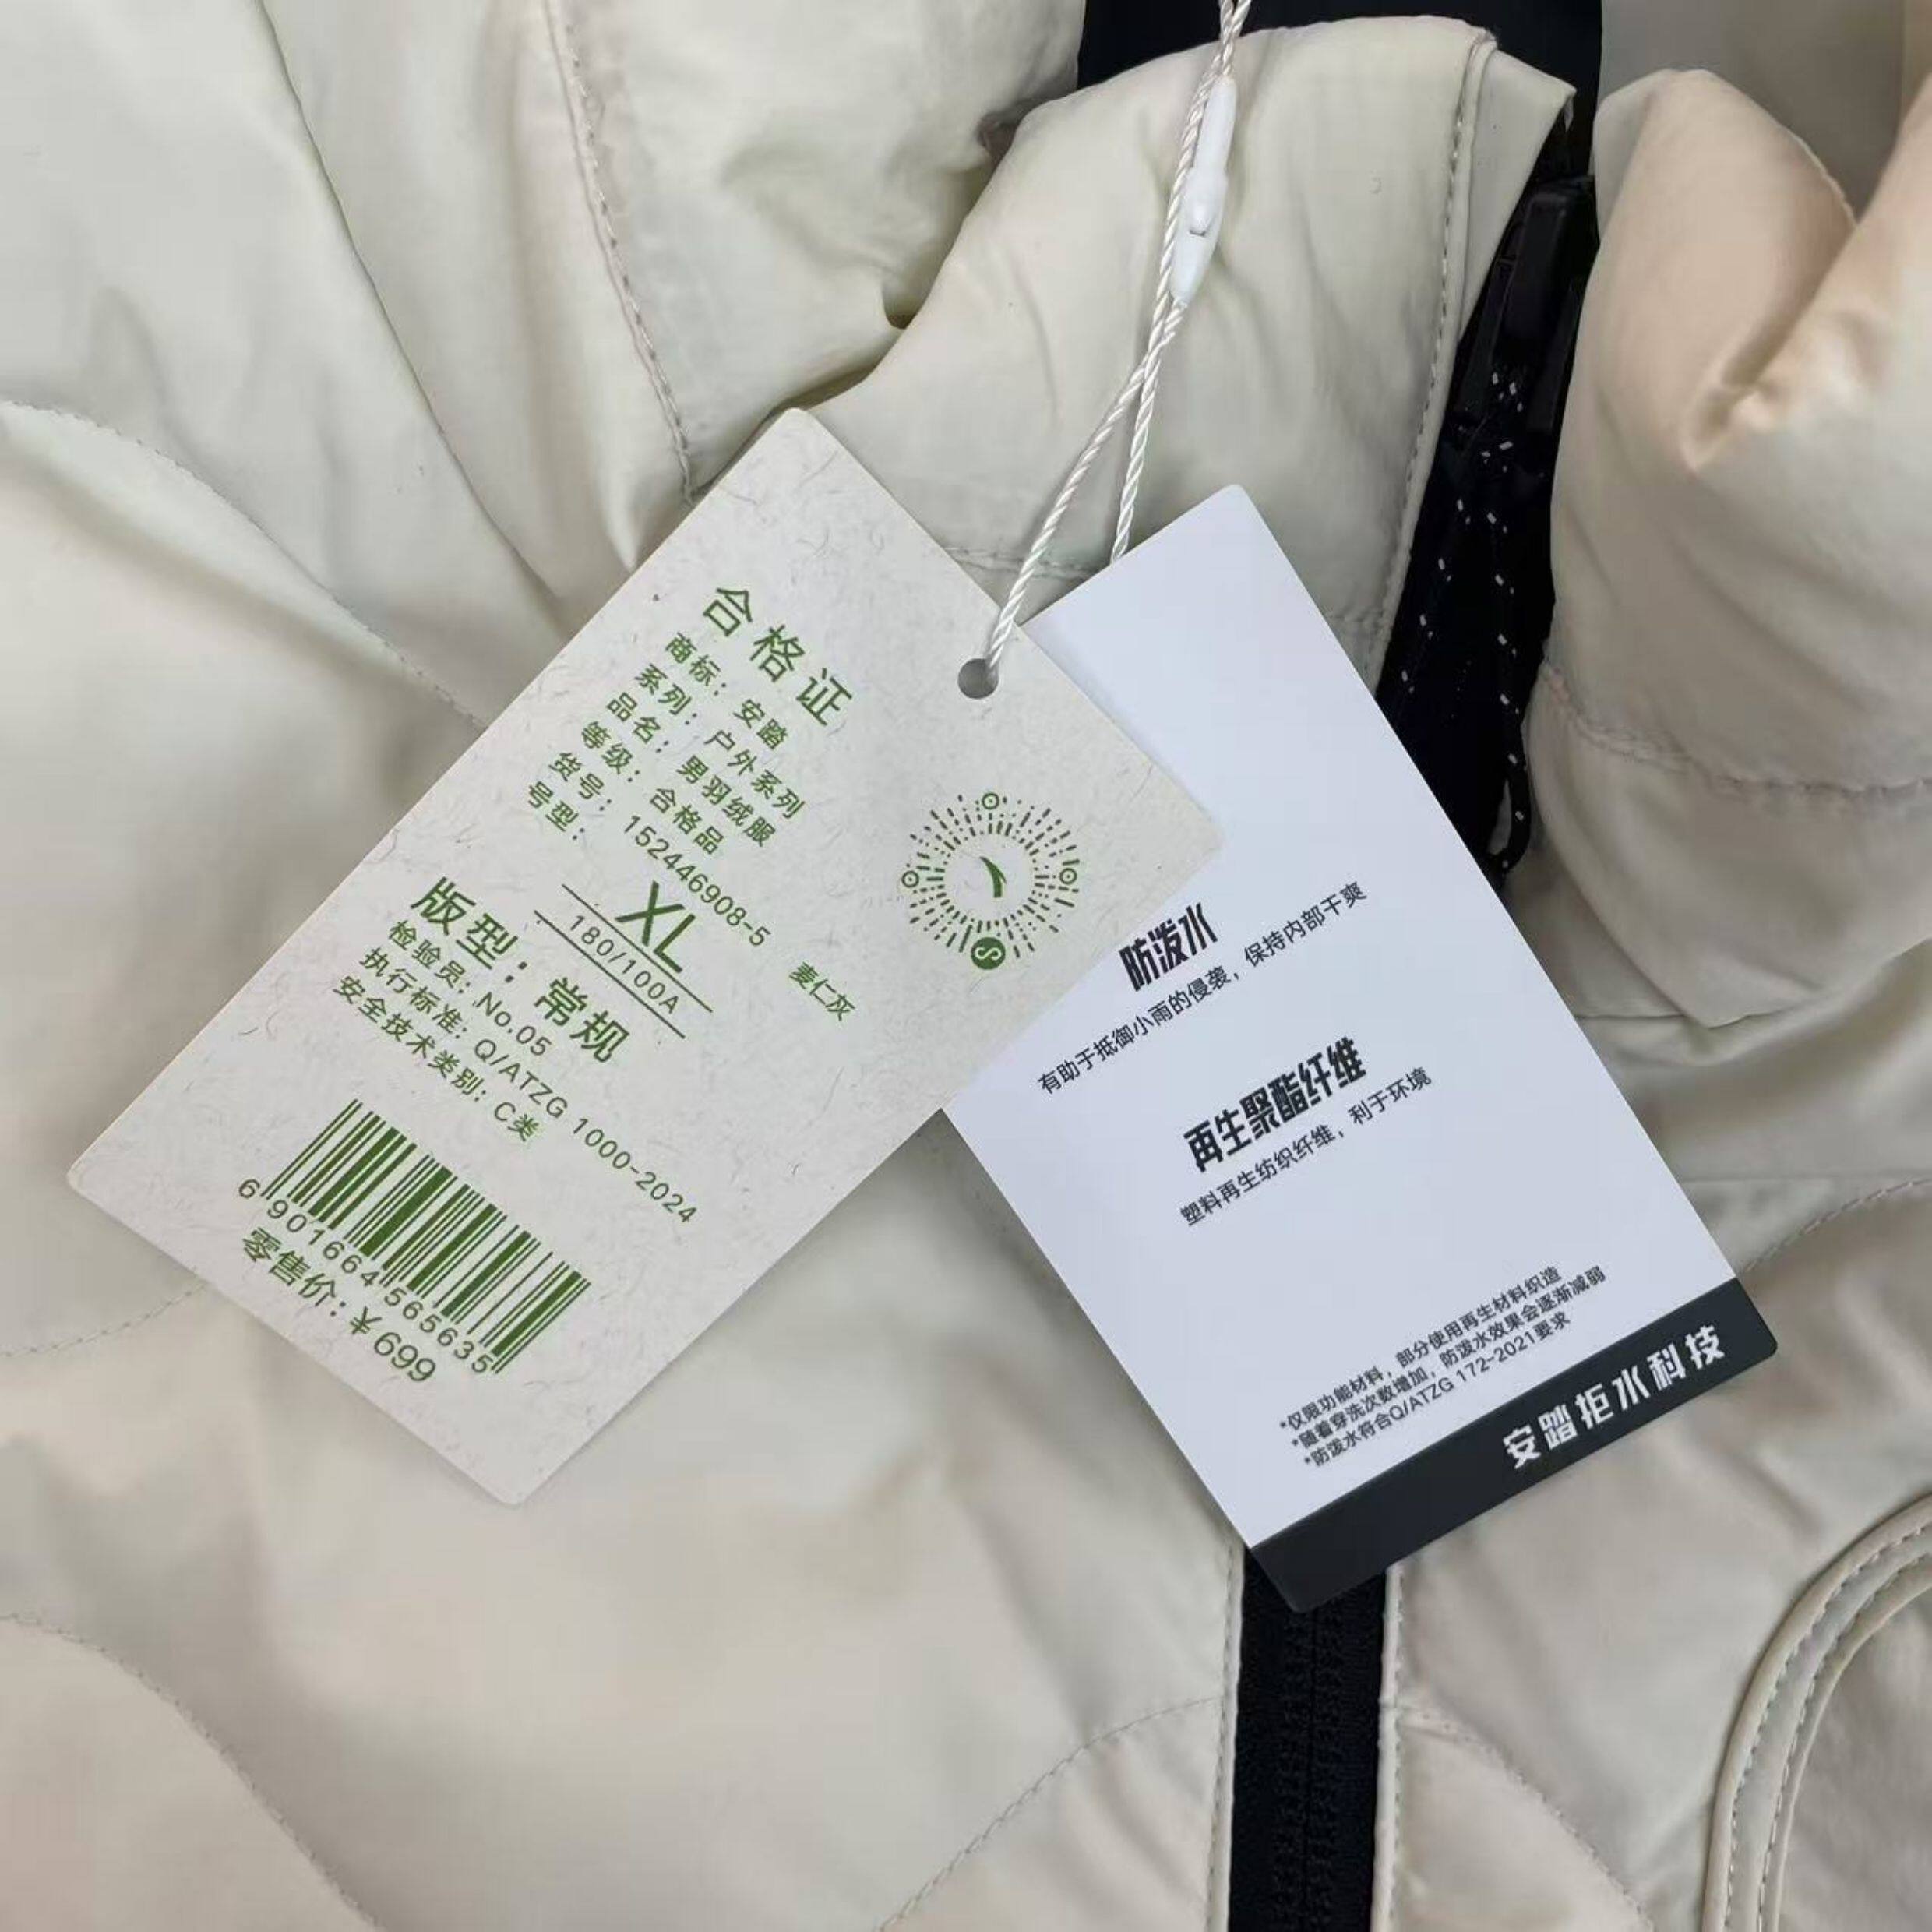 合格证
商标：安踏
系列：户外系列
品名：男羽绒服
等级：合格品
货号：152446908-5 麦仁灰
号型：
XL
180/100A
版型：常规
检验员：No.05
执行标准：Q/ATZG 1000-2024
安全技术类别：C类
6901664565635
零售价：¥699
防泼水
有助于抵御小雨的侵袭，保持内部干爽
再生聚酯纤维
塑料再生纺织纤维，利于环境
*仅限功能材料，部分使用再生材料织造
*随着穿洗次数增加，防泼水效果会逐渐减弱
*防泼水符合Q/ATZG 172-2021要求
安踏拒水科技